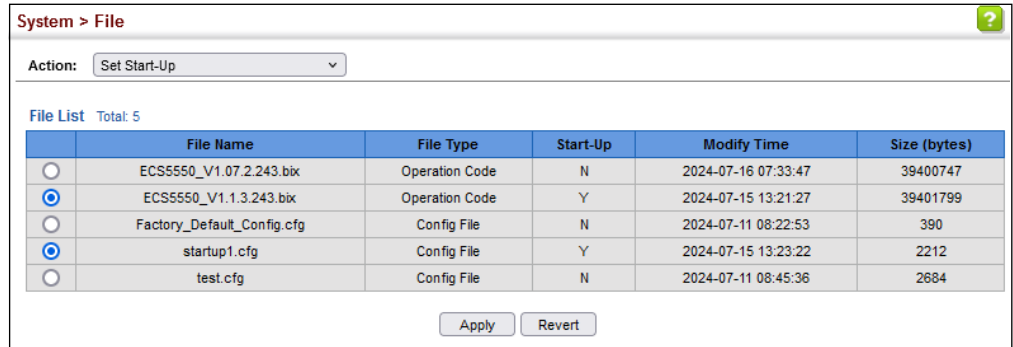 System > File
?
Action: Set Start-Up
File List Total: 5
File Name File Type Start-Up Modify Time Size (bytes)
ECS5550_V1.07.2.243.bix Operation Code N 2024-07-16 07:33:47 39400747
ECS5550_V1.1.3.243.bix Operation Code Y 2024-07-15 13:21:27 39401799
Factory_Default_Config.cfg Config File N 2024-07-11 08:22:53 390
startup1.cfg Config File Y 2024-07-15 13:23:22 2212
test.cfg Config File N 2024-07-11 08:45:36 2684
Apply Revert